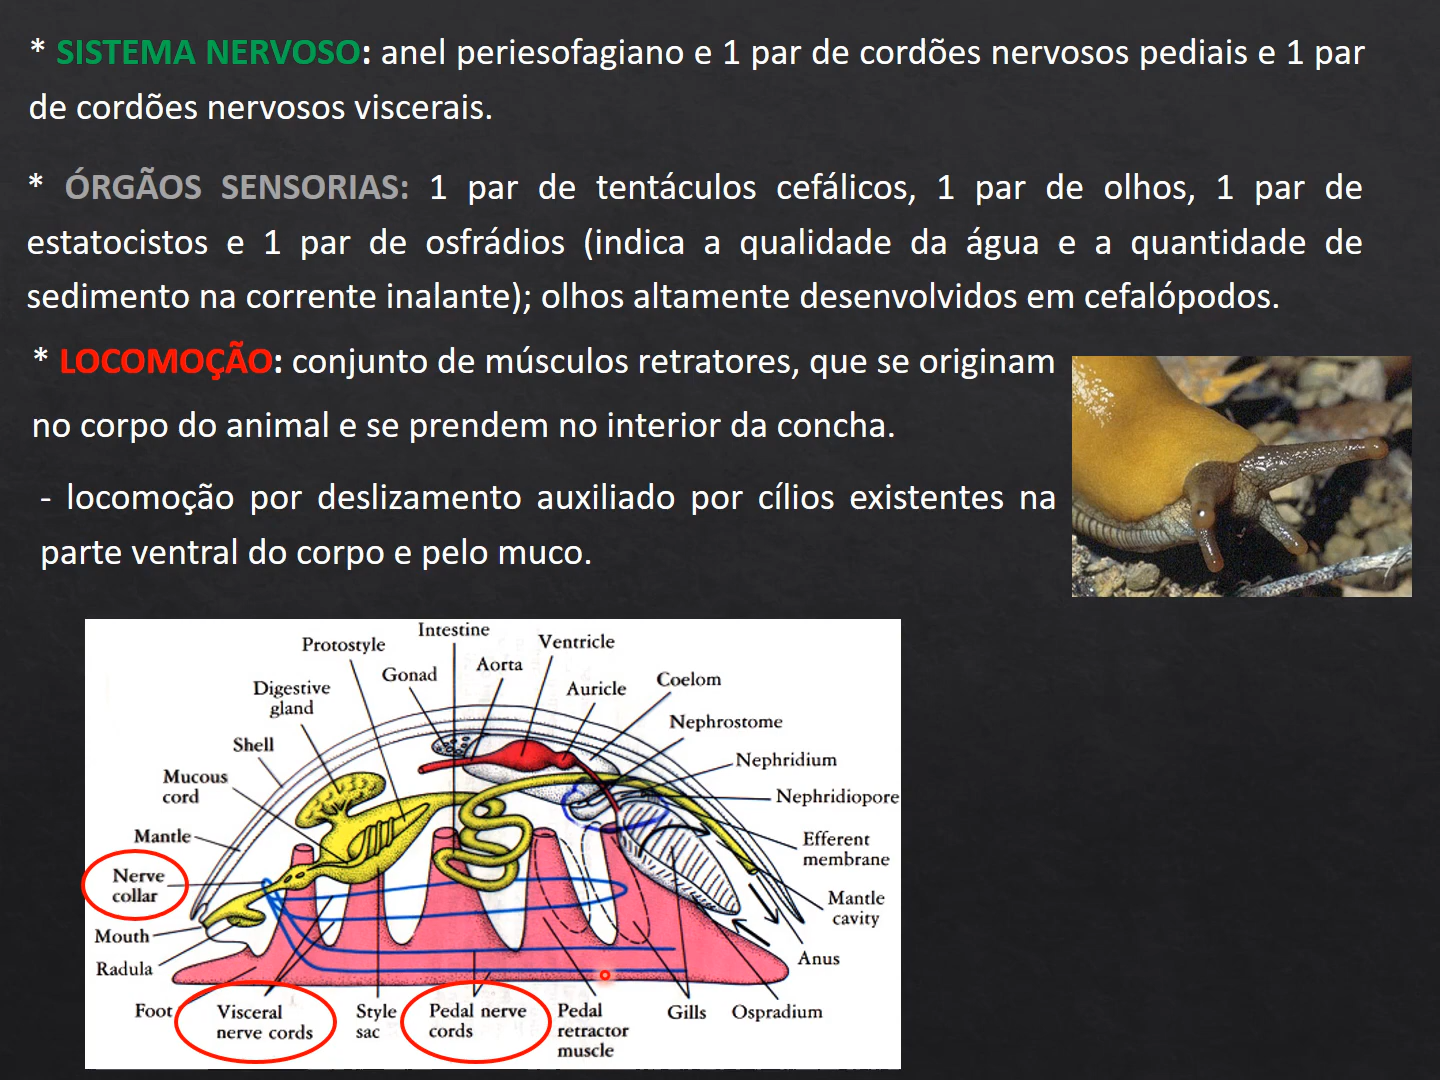 * SISTEMA NERVOSO: anel periesofagiano e 1 par de cordões nervosos pediais e 1 par
de cordões nervosos viscerais.
* ÓRGÃOS SENSORIAS: 1 par de tentáculos cefálicos, 1 par de olhos, 1 par de
estatocistos e 1 par de osfrádios (indica a qualidade da água e a quantidade de
sedimento na corrente inalante); olhos altamente desenvolvidos em cefalópodos.
* LOCOMOÇÃO: conjunto de músculos retratores, que se originam
no corpo do animal e se prendem no interior da concha.
- locomoção por deslizamento auxiliado por cílios existentes na
parte ventral do corpo e pelo muco.
Intestine
Protostyle
Ventricle
Gonad
Aorta
Digestive
gland
Auricle
Coelom
Nephrostome
Shell
Nephridium
Mucous
cord
Nephridiopore
Mantle
Efferent
membrane
Nerve
collar
Mantle
cavity
Mouth
Radula
Anus
Foot
Visceral
nerve cords
Style
sac
Pedal nerve
cords
Pedal
retractor
muscle
Gills
Ospradium